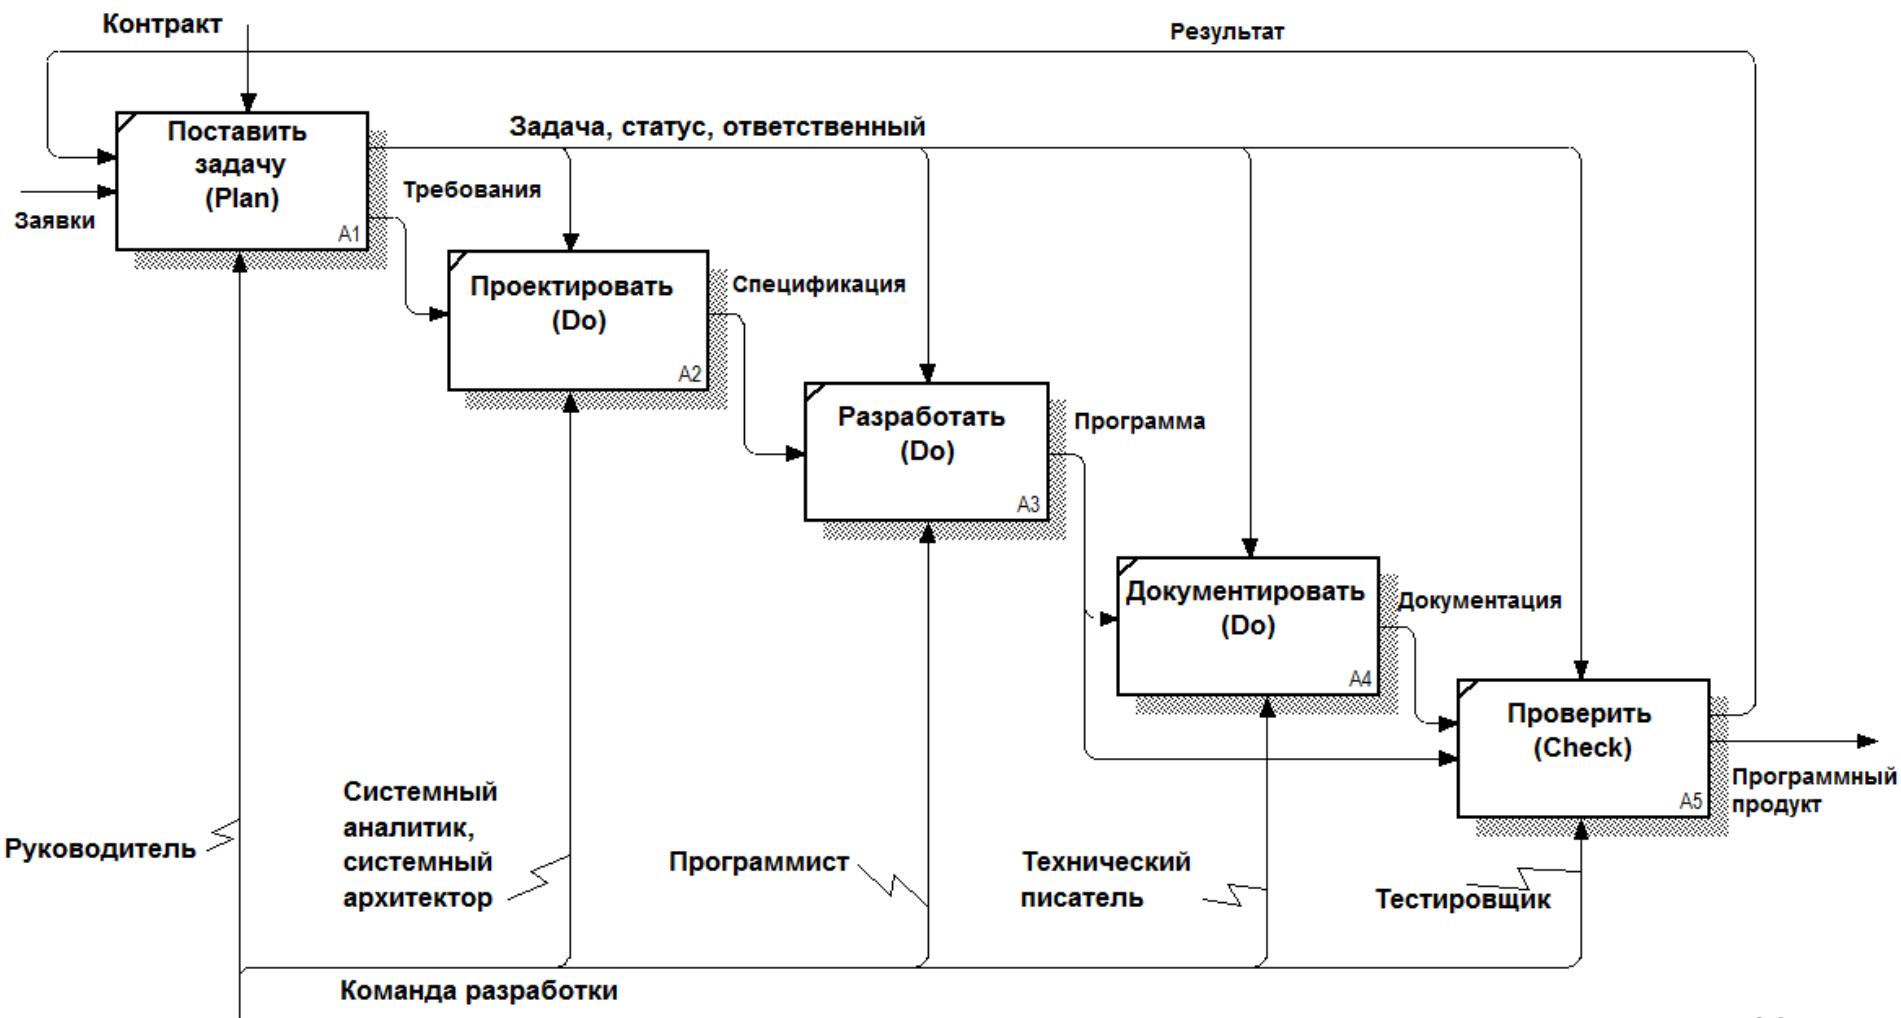 Контракт
Результат
Поставить
задачу
(Plan)
A1
Задача, статус, ответственный
Заявки
Требования
Проектировать
(Do)
A2
Спецификация
Разработать
(Do)
A3
Программа
Документировать
(Do)
A4
Документация
Проверить
(Check)
A5
Программный
продукт
Руководитель
Системный
аналитик,
системный
архитектор
Программист
Технический
писатель
Тестировщик
Команда разработки